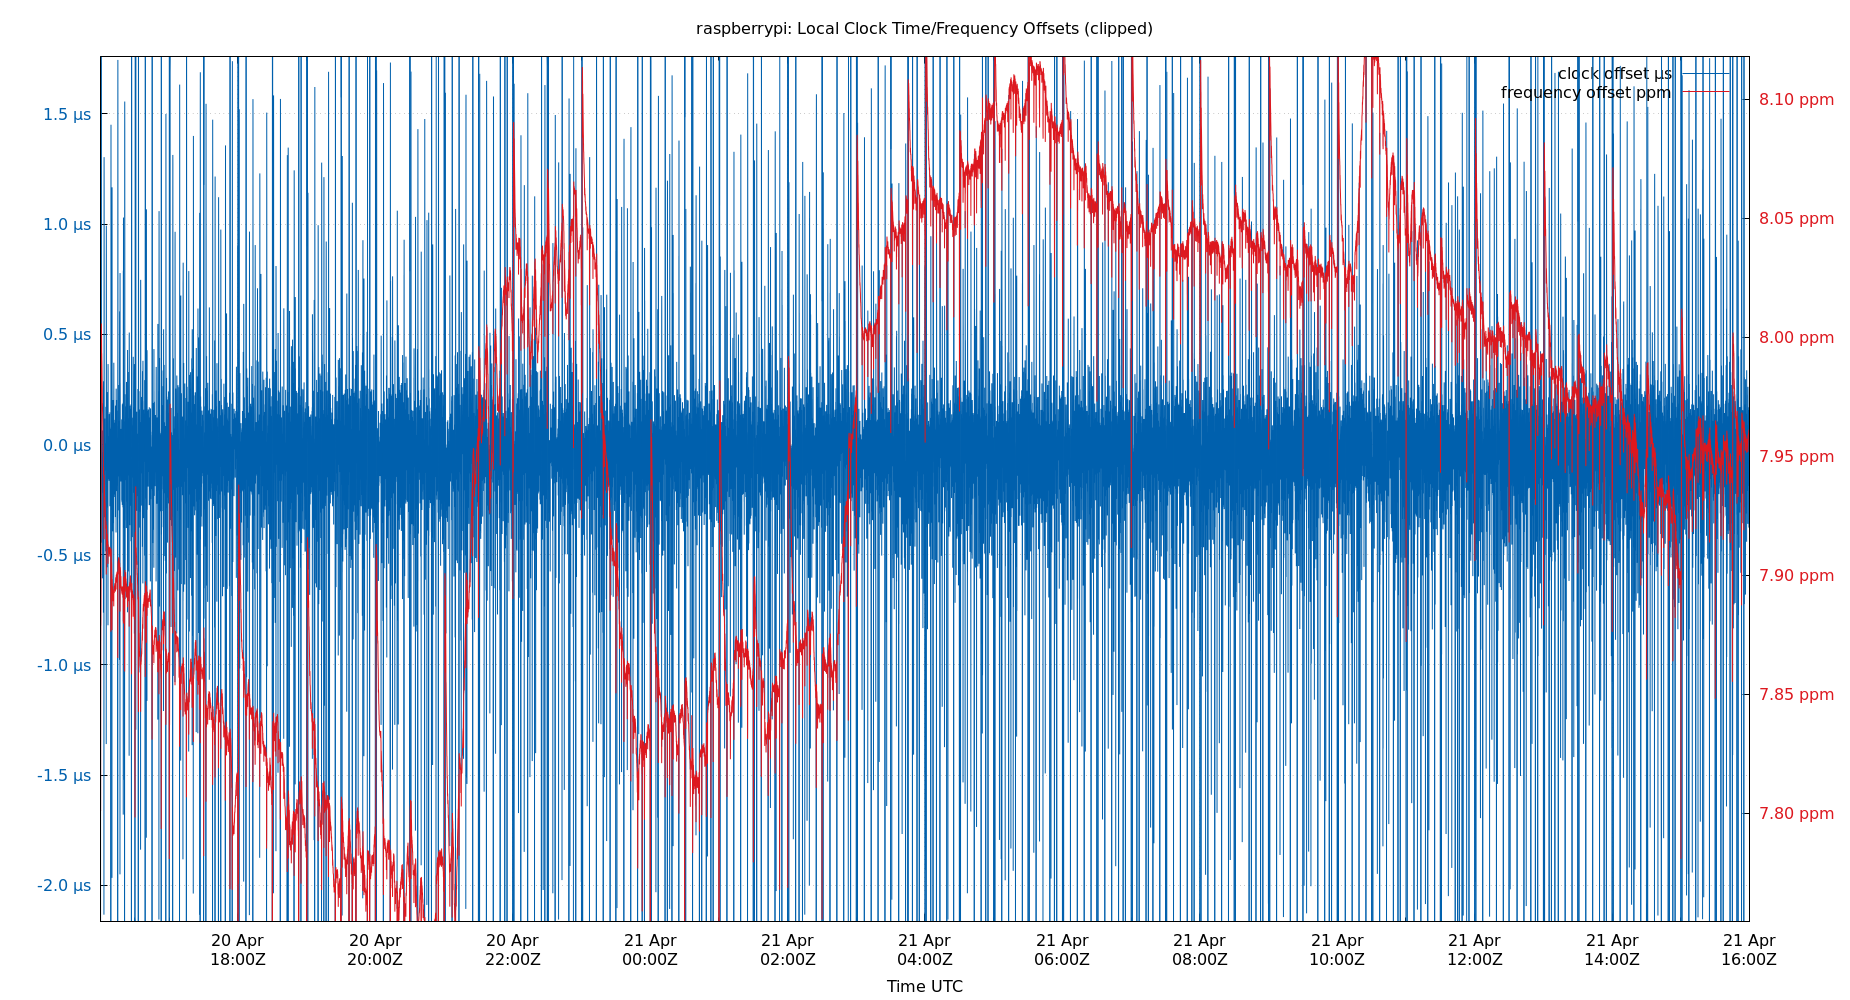 raspberrypi: Local Clock Time/Frequency Offsets (clipped)
clock offset µs
frequency offset ppm
1.5 µs
1.0 µs
0.5 µs
0.0 µs
-0.5 µs
-1.0 µs
-1.5 µs
-2.0 µs
8.10 ppm
8.05 ppm
8.00 ppm
7.95 ppm
7.90 ppm
7.85 ppm
7.80 ppm
20 Apr 20 Apr 20 Apr 21 Apr 21 Apr 21 Apr 21 Apr 21 Apr 21 Apr 21 Apr 21 Apr 21 Apr
18:00Z 20:00Z 22:00Z 00:00Z 02:00Z 04:00Z 06:00Z 08:00Z 10:00Z 12:00Z 14:00Z 16:00Z
Time UTC